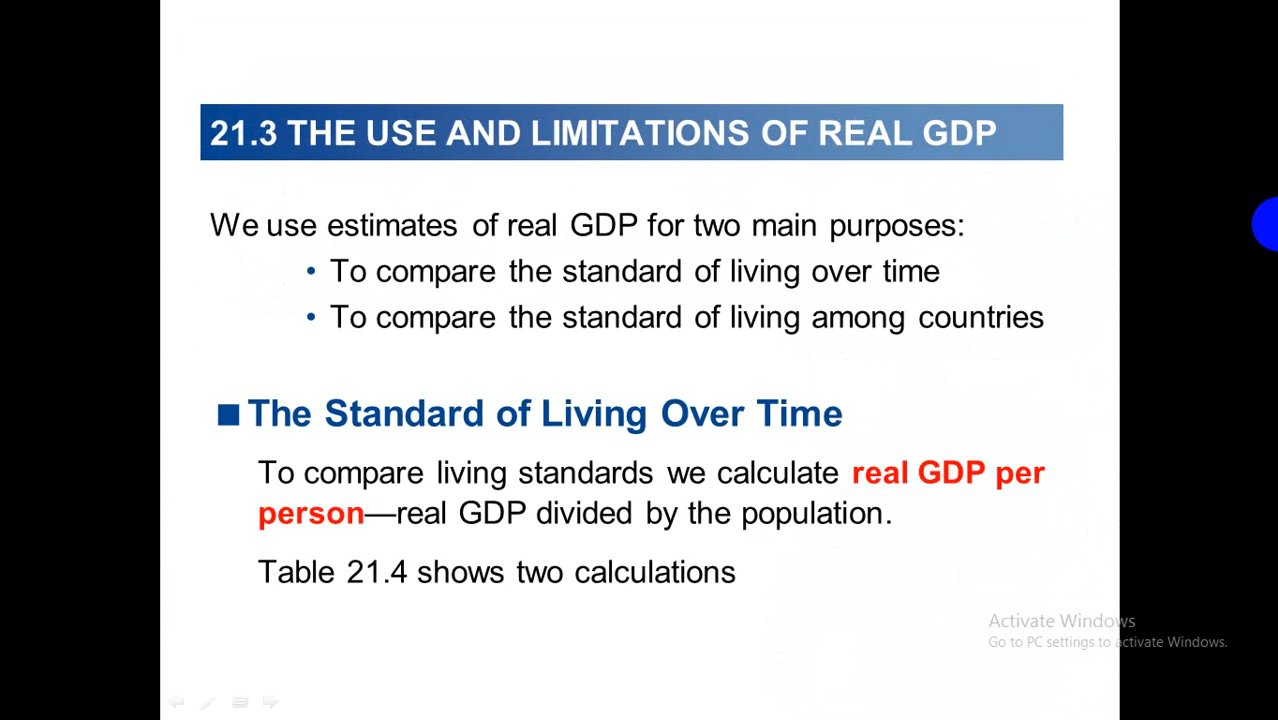 21.3 THE USE AND LIMITATIONS OF REAL GDP
We use estimates of real GDP for two main purposes:
• To compare the standard of living over time
• To compare the standard of living among countries
■ The Standard of Living Over Time
To compare living standards we calculate real GDP per
person—real GDP divided by the population.
Table 21.4 shows two calculations
Activate Windows
Go to PC settings to activate Windows.